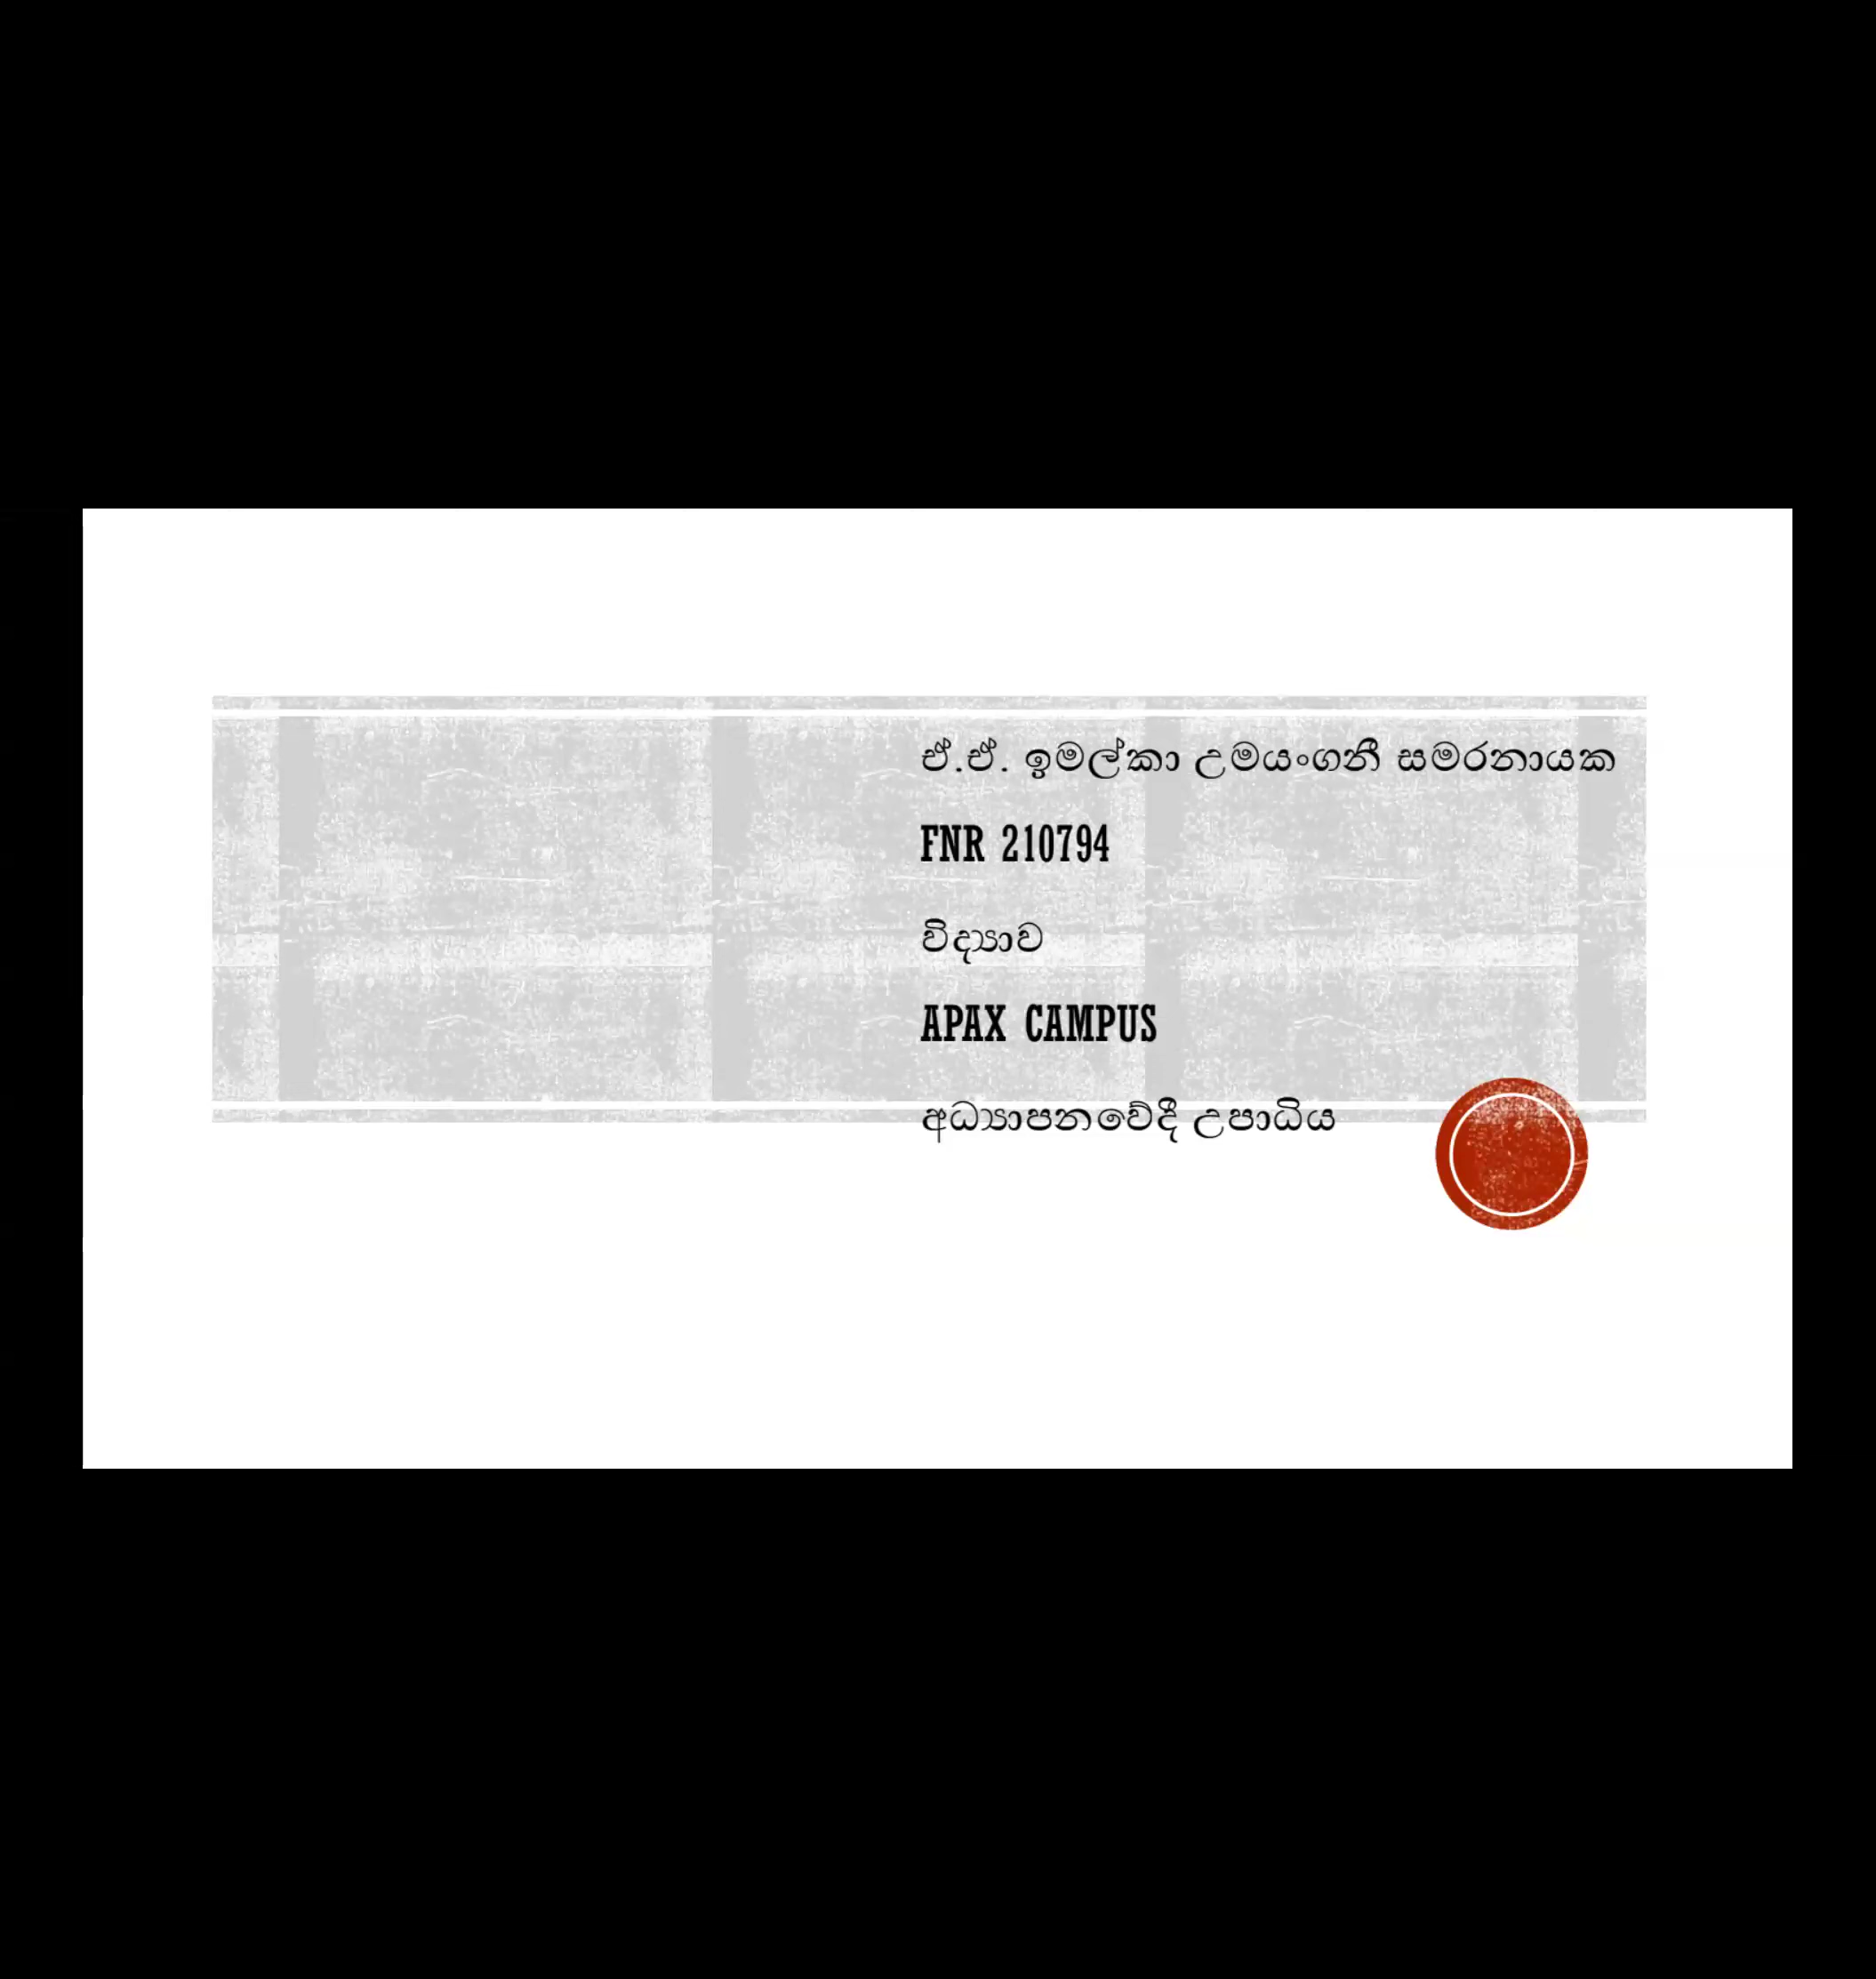 ඒ.ඒ. ඉමල්කා උමයංගනී සමරනායක
FNR 210794
විද්‍යාව
APAX CAMPUS
අධ්‍යාපනවේදී උපාධිය